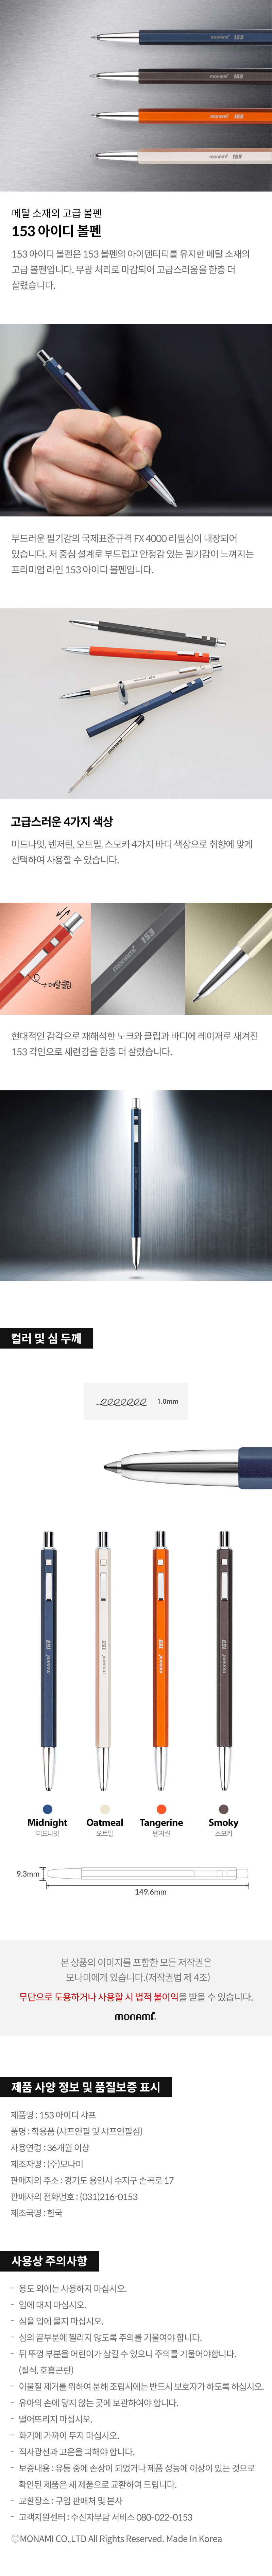 monami 153
monami 153
monami 153
monami 153
메탈 소재의 고급 볼펜
153 아이디 볼펜
153 아이디 볼펜은 153 볼펜의 아이덴티티를 유지한 메탈 소재의
고급 볼펜입니다. 무광 처리로 마감되어 고급스러움을 한층 더
살렸습니다.
부드러운 필기감의 국제표준규격 FX 4000 리필심이 내장되어
있습니다. 저 중심 설계로 부드럽고 안정감 있는 필기감이 느껴지는
프리미엄 라인 153 아이디 볼펜입니다.
monami
고급스러운 4가지 색상
미드나잇, 텐저린, 오트밀, 스모키 4가지 바디 색상으로 취향에 맞게
선택하여 사용할 수 있습니다.
메탈클립
monami 153
현대적인 감각으로 재해석한 노크와 클립과 바디에 레이저로 새겨진
153 각인으로 세련감을 한층 더 살렸습니다.
컬러 및 심 두께
1.0mm
monami 153
monami 153
monami 153
monami 153
Midnight Oatmeal Tangerine Smoky
미드나잇 오트밀 텐저린 스모키
9.3mm
149.6mm
본 상품의 이미지를 포함한 모든 저작권은
모나미에게 있습니다.(저작권법 제 4조)
무단으로 도용하거나 사용할 시 법적 불이익을 받을 수 있습니다.
monami
제품 사양 정보 및 품질보증 표시
제품명 : 153 아이디 샤프
품명 : 학용품 (샤프연필 및 샤프연필심)
사용연령 : 36개월 이상
제조자명 : (주)모나미
판매자의 주소 : 경기도 용인시 수지구 손곡로 17
판매자의 전화번호 : (031)216-0153
제조국명 : 한국
사용상 주의사항
- 용도 외에는 사용하지 마십시오.
- 입에 대지 마십시오.
- 심을 입에 물지 마십시오.
- 심의 끝부분에 찔리지 않도록 주의를 기울여야 합니다.
- 뒤 뚜껑 부분을 어린이가 삼킬 수 있으니 주의를 기울여야합니다.
(질식, 호흡곤란)
- 이물질 제거를 위하여 분해 조립시에는 반드시 보호자가 하도록 하십시오.
- 유아의 손에 닿지 않는 곳에 보관하여야 합니다.
- 떨어뜨리지 마십시오.
- 화기에 가까이 두지 마십시오.
- 직사광선과 고온을 피해야 합니다.
- 보증내용 : 유통 중에 손상이 되었거나 제품 성능에 이상이 있는 것으로
확인된 제품은 새 제품으로 교환하여 드립니다.
- 교환장소 : 구입 판매처 및 본사
- 고객지원센터 : 수신자부담 서비스 080-022-0153
ⓒMONAMI CO.,LTD All Rights Reserved. Made In Korea